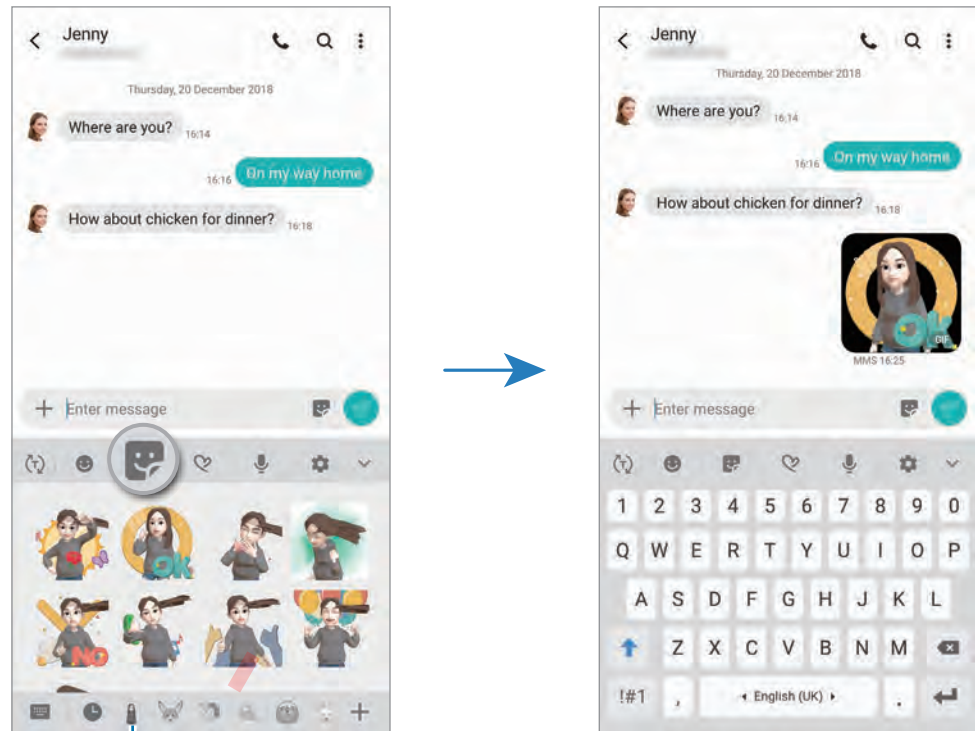 Jenny
Thursday, 20 December 2018
Where are you?
16:14
16:16
On my way home
How about chicken for dinner?
16:18
Enter message
OK
NO
Jenny
Thursday, 20 December 2018
Where are you?
16:14
16:16
On my way home
How about chicken for dinner?
16:18
OK
GIF
MMS 16:25
Enter message
1 2 3 4 5 6 7 8 9 0
Q W E R T Y U I O P
A S D F G H J K L
Z X C V B N M
!#1 , English (UK) .